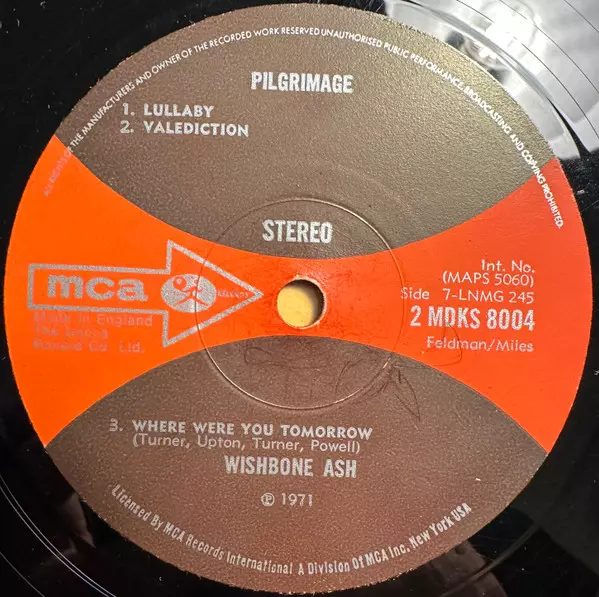 ALL RIGHTS OF THE MANUFACTURERS AND OWNER OF THE RECORDED WORK RESERVED UNAUTHORISED PUBLIC PERFORMANCE, BROADCASTING AND COPYING PROHIBITED.
PILGRIMAGE
1. LULLABY
2. VALEDICTION
STEREO
mca
Made in England
The Decca
Record Co. Ltd.
Int. No.
(MAPS 5060)
Side 7-LNMG 245
2 MDKS 8004
Feldman/Miles
3. WHERE WERE YOU TOMORROW
(Turner, Upton, Turner, Powell)
WISHBONE ASH
℗ 1971
Licensed By MCA Records International A Division Of MCA Inc. New York USA